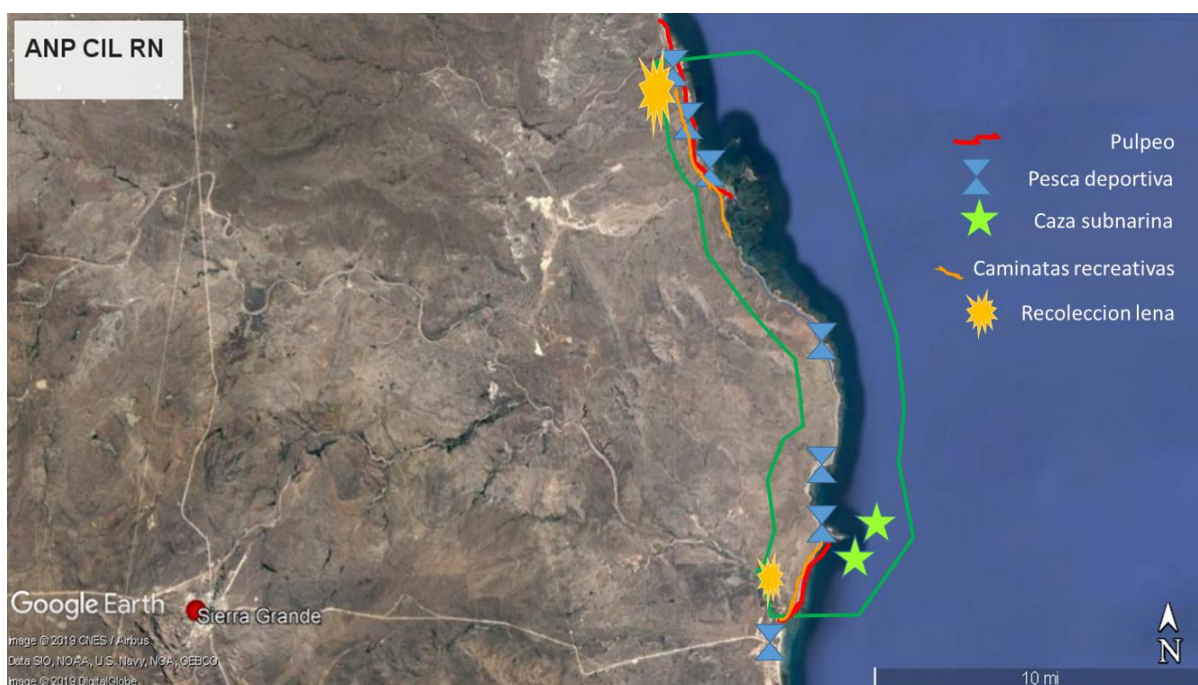 ANP CIL RN
Pulpeo
Pesca deportiva
Caza subnarina
Caminatas recreativas
Recoleccion lena
Google Earth
Sierra Grande
Image © 2019 CNES / Airbus
Data SIO, NOAA, U.S. Navy, NGA, GEBCO
Image © 2019 DigitalGlobe
N
10 mi